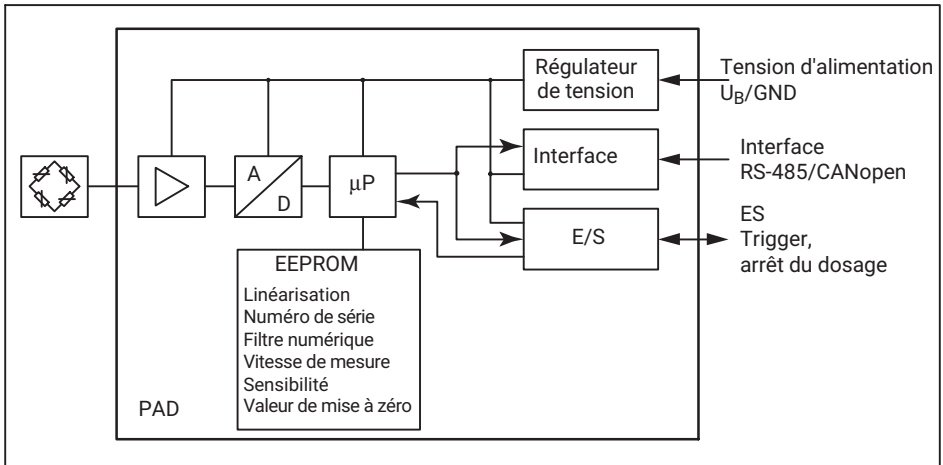 Régulateur
de tension
Tension d'alimentation
UB/GND
Interface
Interface
RS-485/CANopen
A
D
µP
E/S
ES
Trigger,
arrêt du dosage
EEPROM
Linéarisation
Numéro de série
Filtre numérique
Vitesse de mesure
Sensibilité
Valeur de mise à zéro
PAD